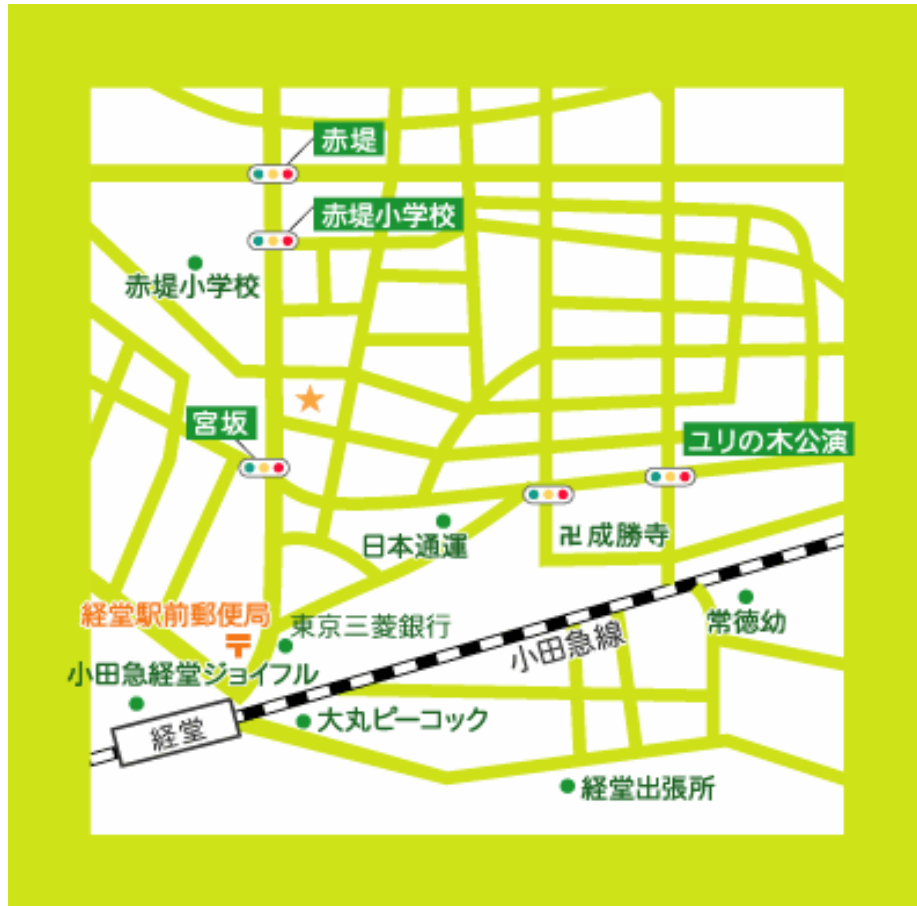 赤堤
赤堤小学校
赤堤小学校
宮坂
ユリの木公演
日本通運
卍成勝寺
経堂駅前郵便局
〒
東京三菱銀行
常徳幼
小田急線
小田急経堂ジョイフル
経堂
大丸ピーコック
経堂出張所